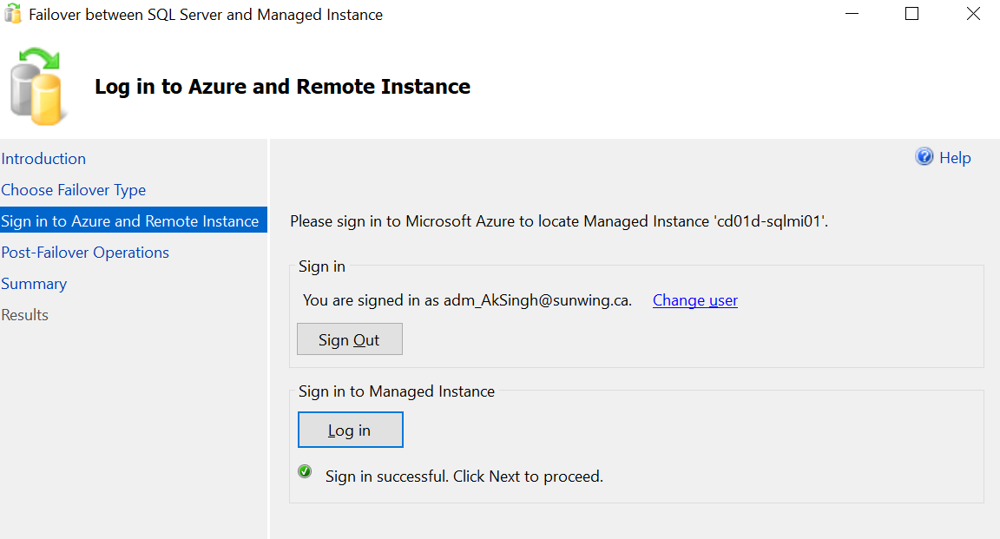 Failover between SQL Server and Managed Instance
Log in to Azure and Remote Instance
Introduction
Choose Failover Type
Sign in to Azure and Remote Instance
Post-Failover Operations
Summary
Results
Help
Please sign in to Microsoft Azure to locate Managed Instance 'cd01d-sqlmi01'.
Sign in
You are signed in as adm_AkSingh@sunwing.ca. Change user
Sign Out
Sign in to Managed Instance
Log in
Sign in successful. Click Next to proceed.